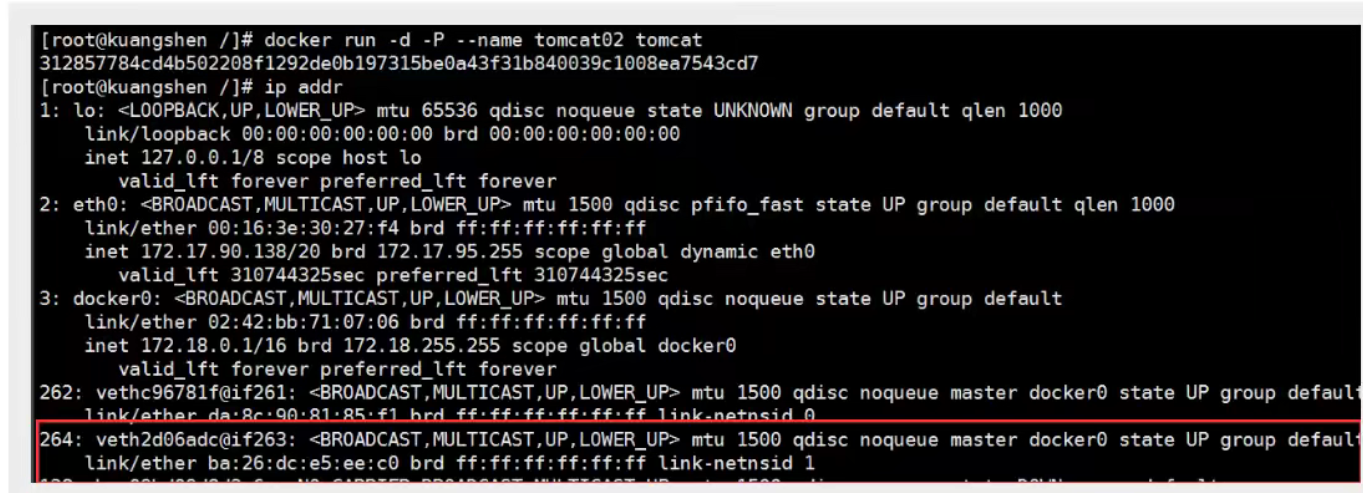 [root@kuangshen /]# docker run -d -P --name tomcat02 tomcat
312857784cd4b502208f1292de0b197315be0a43f31b840039c1008ea7543cd7
[root@kuangshen /]# ip addr
1: lo: <LOOPBACK,UP,LOWER_UP> mtu 65536 qdisc noqueue state UNKNOWN group default qlen 1000
link/loopback 00:00:00:00:00:00 brd 00:00:00:00:00:00
inet 127.0.0.1/8 scope host lo
valid_lft forever preferred_lft forever
2: eth0: <BROADCAST,MULTICAST,UP,LOWER_UP> mtu 1500 qdisc pfifo_fast state UP group default qlen 1000
link/ether 00:16:3e:30:27:f4 brd ff:ff:ff:ff:ff:ff
inet 172.17.90.138/20 brd 172.17.95.255 scope global dynamic eth0
valid_lft 310744325sec preferred_lft 310744325sec
3: docker0: <BROADCAST,MULTICAST,UP,LOWER_UP> mtu 1500 qdisc noqueue state UP group default
link/ether 02:42:bb:71:07:06 brd ff:ff:ff:ff:ff:ff
inet 172.18.0.1/16 brd 172.18.255.255 scope global docker0
valid_lft forever preferred_lft forever
262: vethc96781f@if261: <BROADCAST,MULTICAST,UP,LOWER_UP> mtu 1500 qdisc noqueue master docker0 state UP group default
link/ether da:8c:90:81:85:f1 brd ff:ff:ff:ff:ff:ff link-netnsid 0
264: veth2d06adc@if263: <BROADCAST,MULTICAST,UP,LOWER_UP> mtu 1500 qdisc noqueue master docker0 state UP group default
link/ether ba:26:dc:e5:ee:c0 brd ff:ff:ff:ff:ff:ff link-netnsid 1